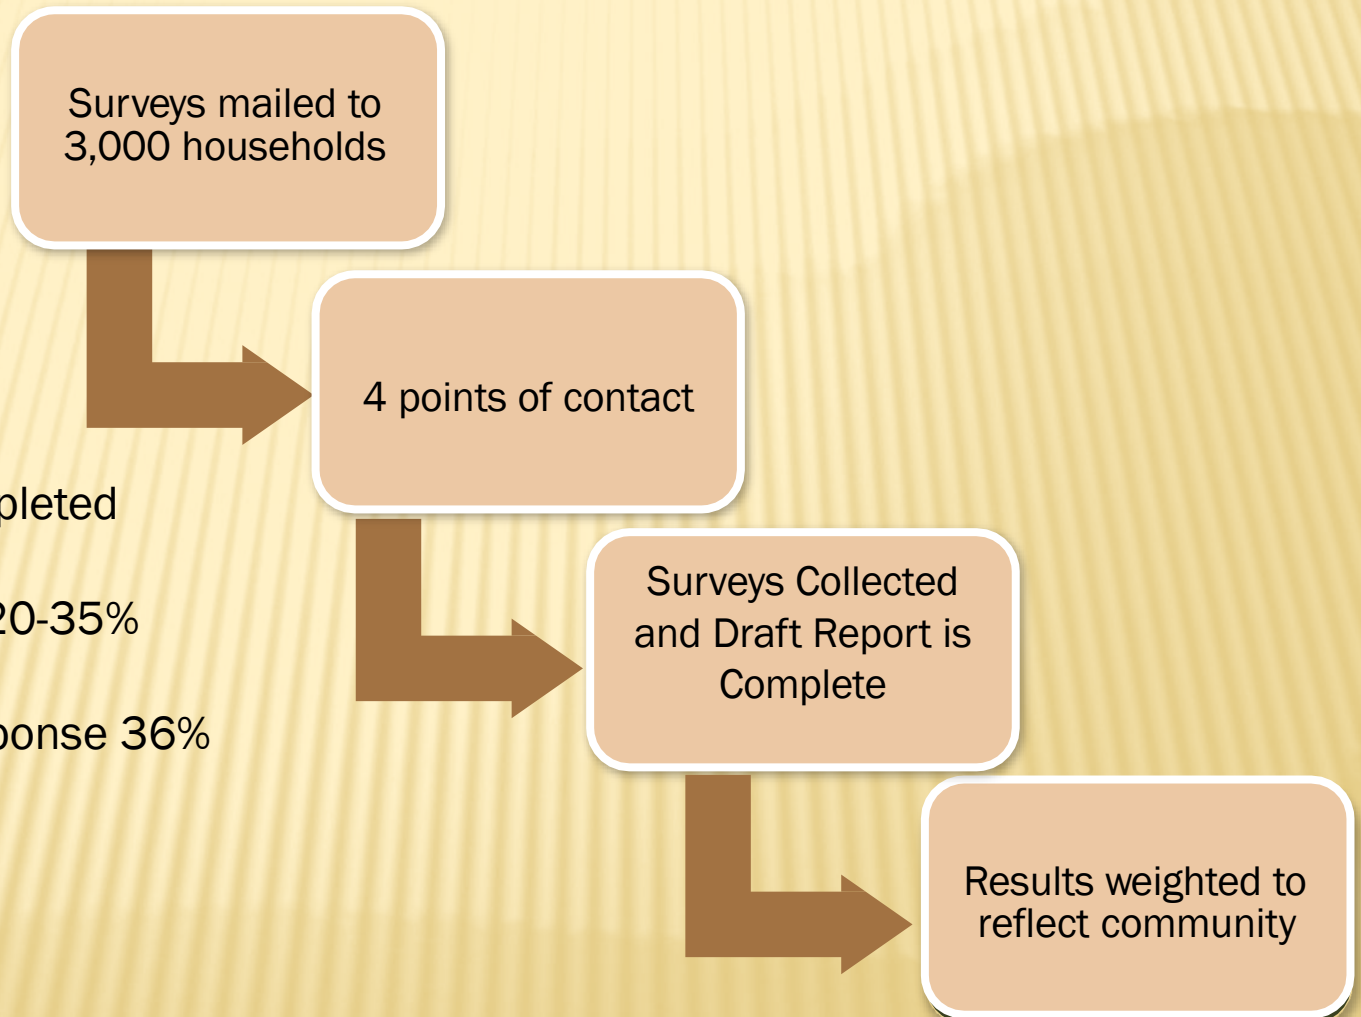 Surveys mailed to
3,000 households
4 points of contact
pleted
20-35%
ponse 36%
Surveys Collected
and Draft Report is
Complete
Results weighted to
reflect community